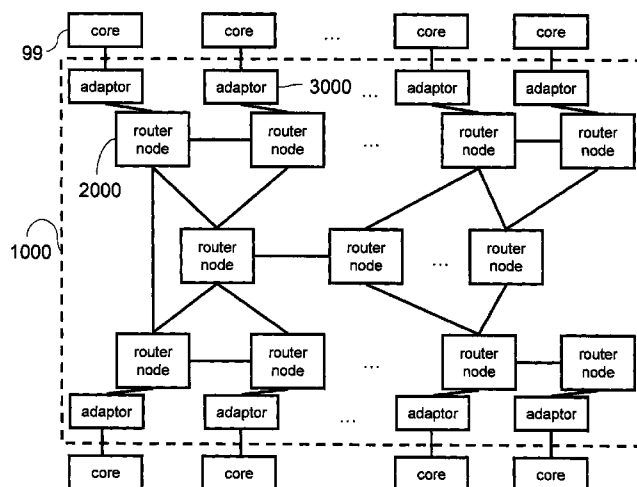 core core ... core core
99
adaptor adaptor 3000 ... adaptor adaptor
router node router node ... router node router node
2000
1000
router node router node ... router node
router node router node ... router node router node
adaptor adaptor ... adaptor adaptor
core core core core